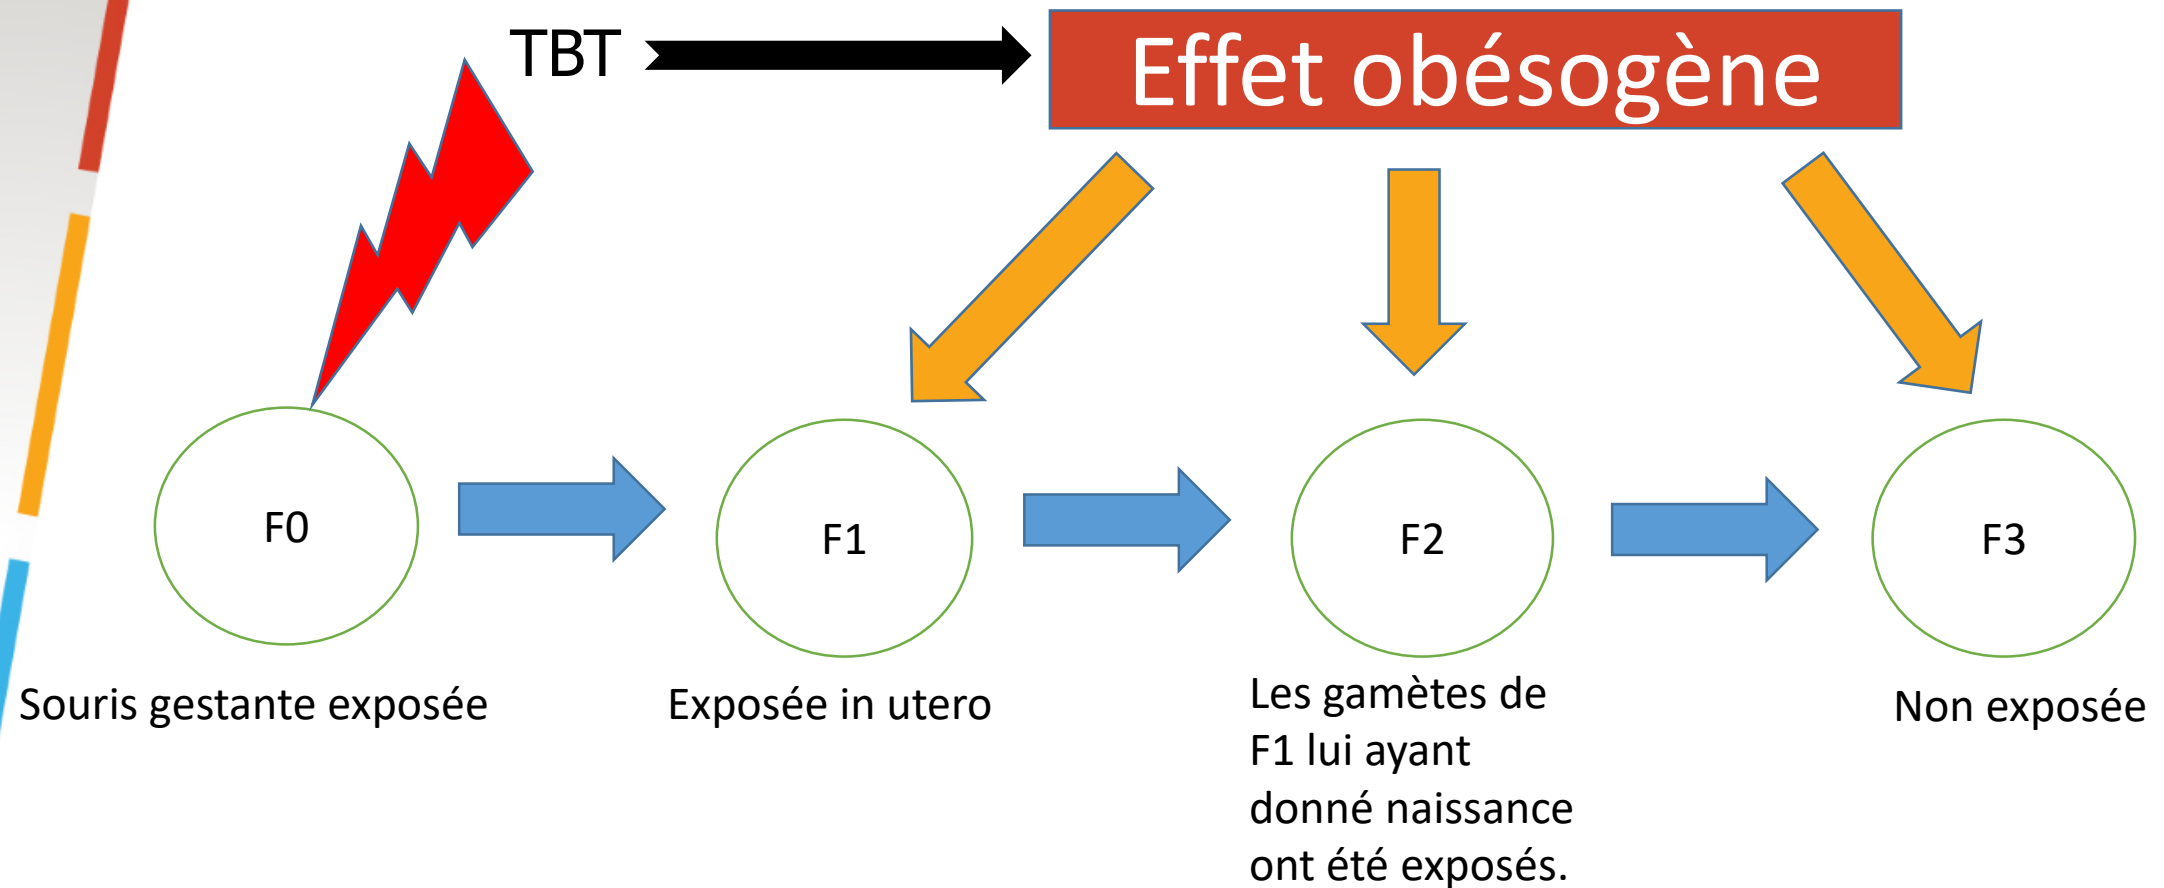 TBT
Effet obésogène
F0
F1
F2
F3
Souris gestante exposée
Exposée in utero
Les gamètes de
F1 lui ayant
donné naissance
ont été exposés.
Non exposée